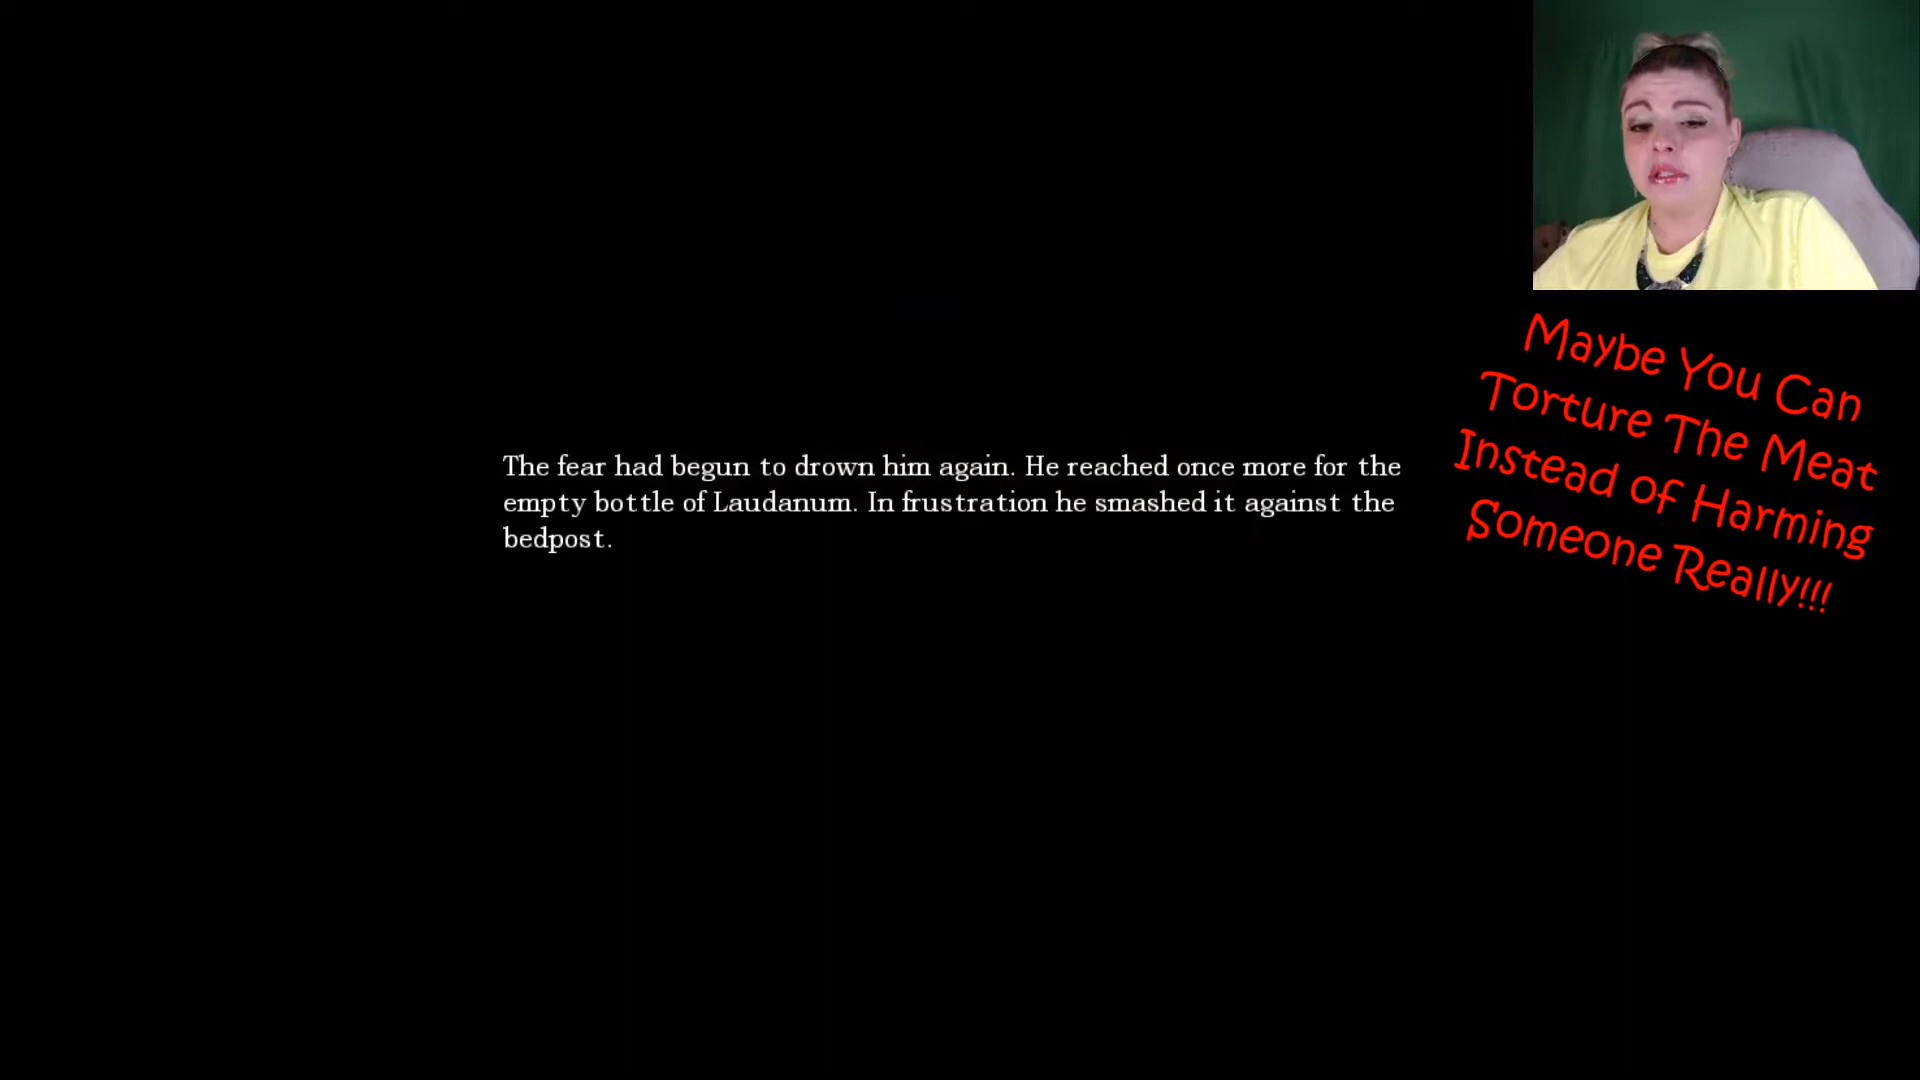 The fear had begun to drown him again. He reached once more for the
empty bottle of Laudanum. In frustration he smashed it against the
bedpost.
Maybe You Can
Torture The Meat
Instead of Harming
Someone Really!!!